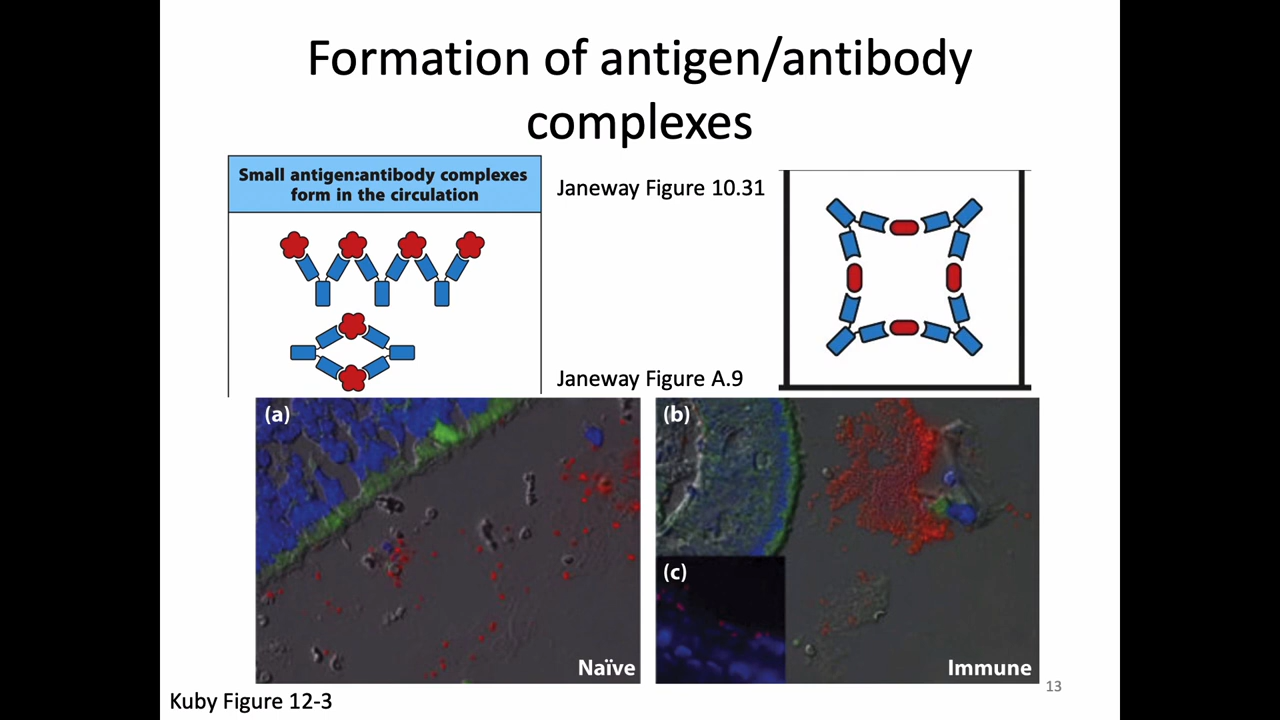 Formation of antigen/antibody
complexes
Small antigen:antibody complexes
form in the circulation
Janeway Figure 10.31
Janeway Figure A.9
(a)
Naïve
(b)
(c)
Immune
13
Kuby Figure 12-3